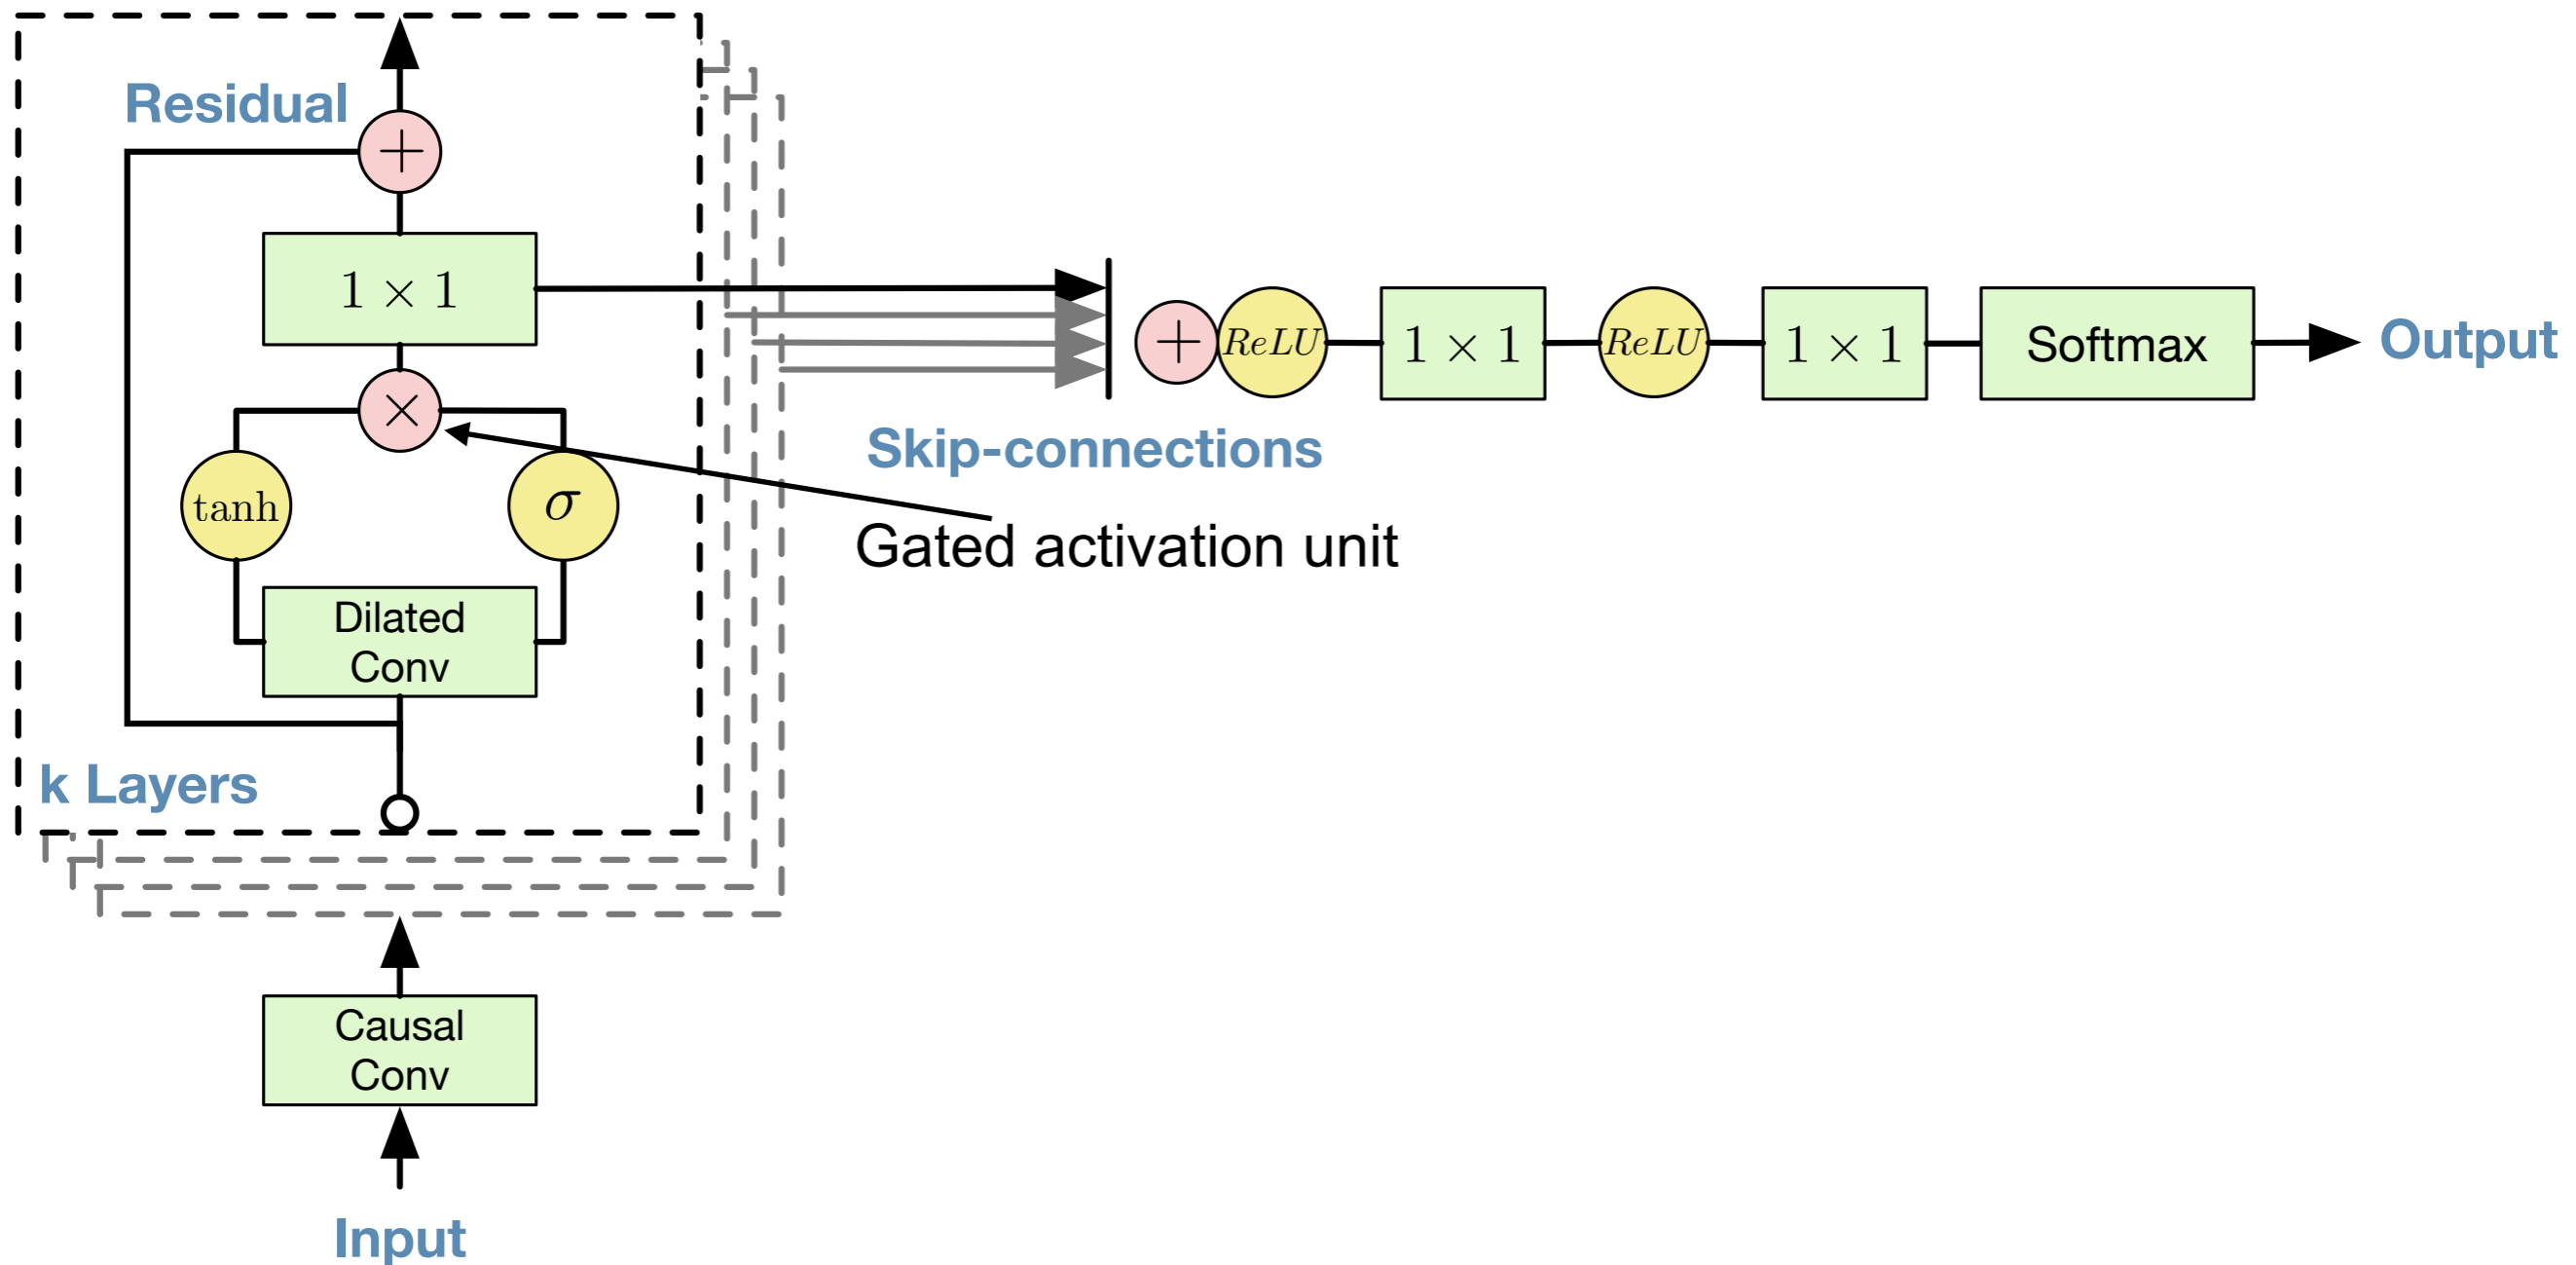 Residual
+
1 × 1
×
tanh
σ
Dilated
Conv
k Layers
Causal
Conv
Input
+
ReLU
1 × 1
ReLU
1 × 1
Softmax
Output
Skip-connections
Gated activation unit